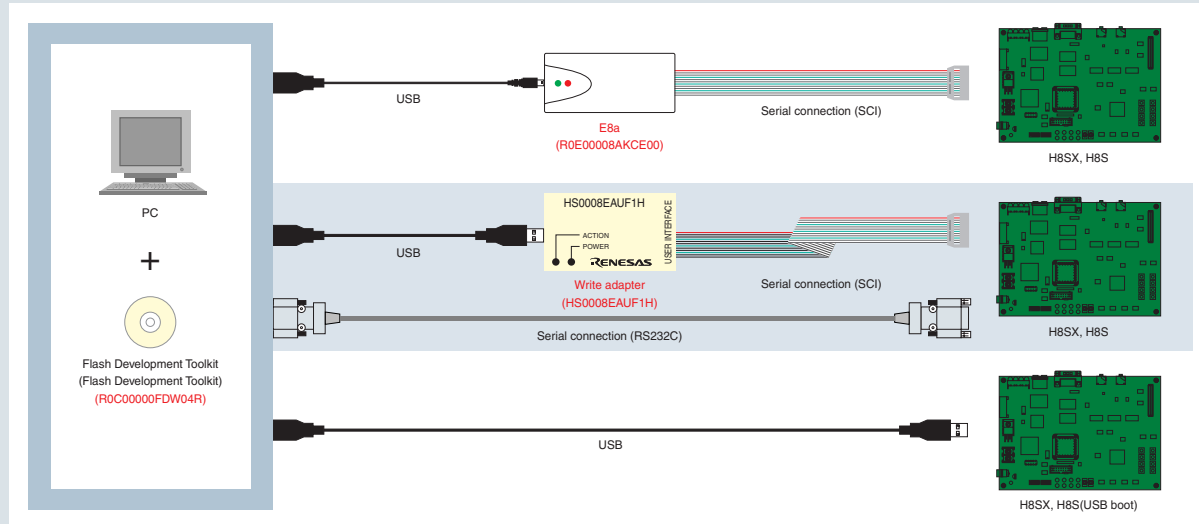 PC
+
Flash Development Toolkit
(Flash Development Toolkit)
(R0C00000FDW04R)
USB
E8a
(R0E00008AKCE00)
Serial connection (SCI)
H8SX, H8S
USB
HS0008EAUF1H
ACTION
POWER
RENESAS
USER INTERFACE
Write adapter
(HS0008EAUF1H)
Serial connection (SCI)
Serial connection (RS232C)
H8SX, H8S
USB
H8SX, H8S(USB boot)